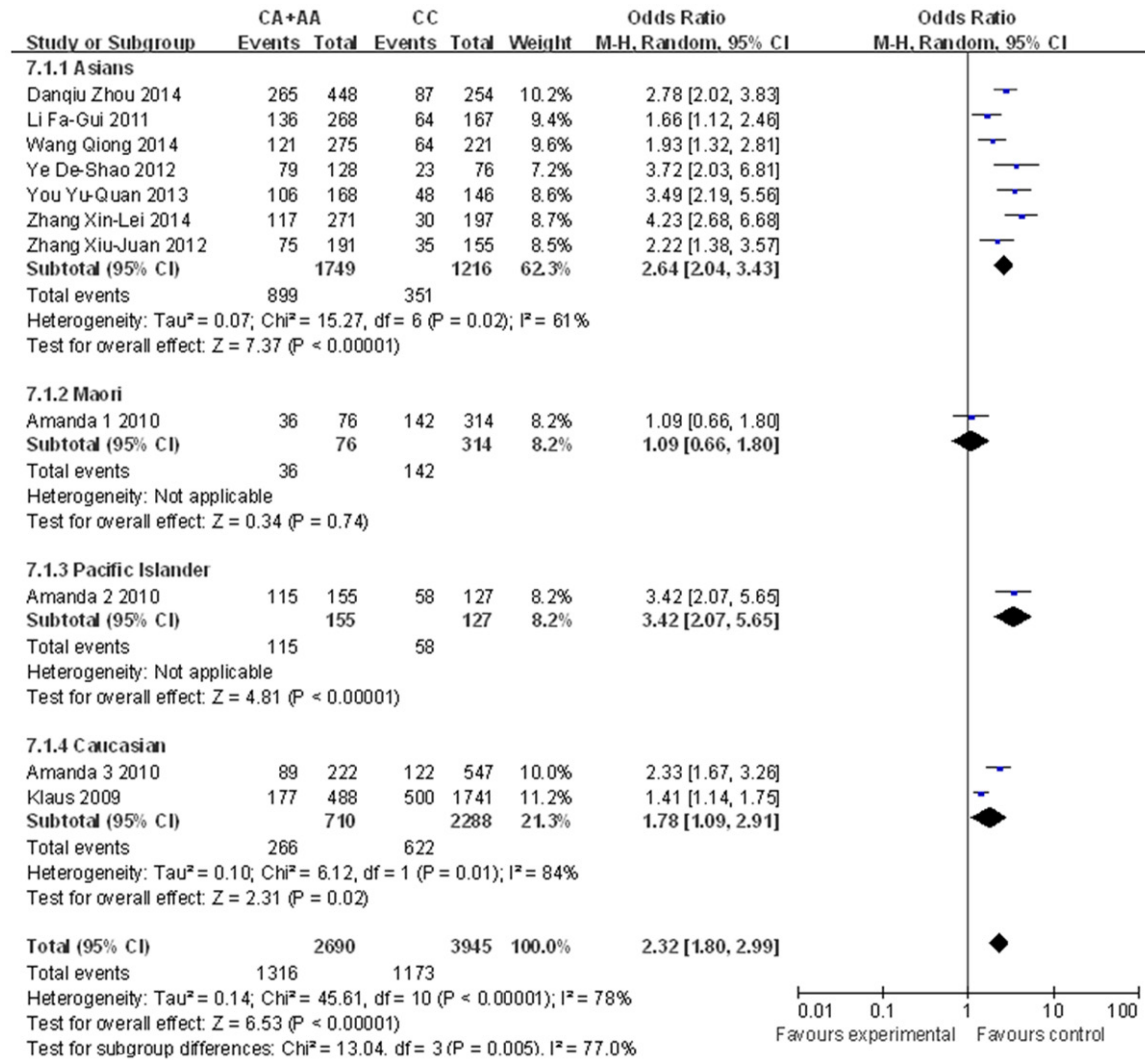 CA+AA CC Odds Ratio Odds Ratio
Study or Subgroup Events Total Events Total Weight M-H, Random, 95% CI M-H, Random, 95% CI
7.1.1 Asians
Danqiu Zhou 2014 265 448 87 254 10.2% 2.78 [2.02, 3.83]
Li Fa-Gui 2011 136 268 64 167 9.4% 1.66 [1.12, 2.46]
Wang Qiong 2014 121 275 64 221 9.6% 1.93 [1.32, 2.81]
Ye De-Shao 2012 79 128 23 76 7.2% 3.72 [2.03, 6.81]
You Yu-Quan 2013 106 168 48 146 8.6% 3.49 [2.19, 5.56]
Zhang Xin-Lei 2014 117 271 30 197 8.7% 4.23 [2.68, 6.68]
Zhang Xiu-Juan 2012 75 191 35 155 8.5% 2.22 [1.38, 3.57]
Subtotal (95% CI) 1749 1216 62.3% 2.64 [2.04, 3.43]
Total events 899 351
Heterogeneity: Tau² = 0.07; Chi² = 15.27, df = 6 (P = 0.02); I² = 61%
Test for overall effect: Z = 7.37 (P < 0.00001)
7.1.2 Maori
Amanda 1 2010 36 76 142 314 8.2% 1.09 [0.66, 1.80]
Subtotal (95% CI) 76 314 8.2% 1.09 [0.66, 1.80]
Total events 36 142
Heterogeneity: Not applicable
Test for overall effect: Z = 0.34 (P = 0.74)
7.1.3 Pacific Islander
Amanda 2 2010 115 155 58 127 8.2% 3.42 [2.07, 5.65]
Subtotal (95% CI) 155 127 8.2% 3.42 [2.07, 5.65]
Total events 115 58
Heterogeneity: Not applicable
Test for overall effect: Z = 4.81 (P < 0.00001)
7.1.4 Caucasian
Amanda 3 2010 89 222 122 547 10.0% 2.33 [1.67, 3.26]
Klaus 2009 177 488 500 1741 11.2% 1.41 [1.14, 1.75]
Subtotal (95% CI) 710 2288 21.3% 1.78 [1.09, 2.91]
Total events 266 622
Heterogeneity: Tau² = 0.10; Chi² = 6.12, df = 1 (P = 0.01); I² = 84%
Test for overall effect: Z = 2.31 (P = 0.02)
Total (95% CI) 2690 3945 100.0% 2.32 [1.80, 2.99]
Total events 1316 1173
Heterogeneity: Tau² = 0.14; Chi² = 45.61, df = 10 (P < 0.00001); I² = 78%
Test for overall effect: Z = 6.53 (P < 0.00001)
Test for subgroup differences: Chi² = 13.04. df = 3 (P = 0.005). I² = 77.0%
0.01 0.1 1 10 100
Favours experimental Favours control